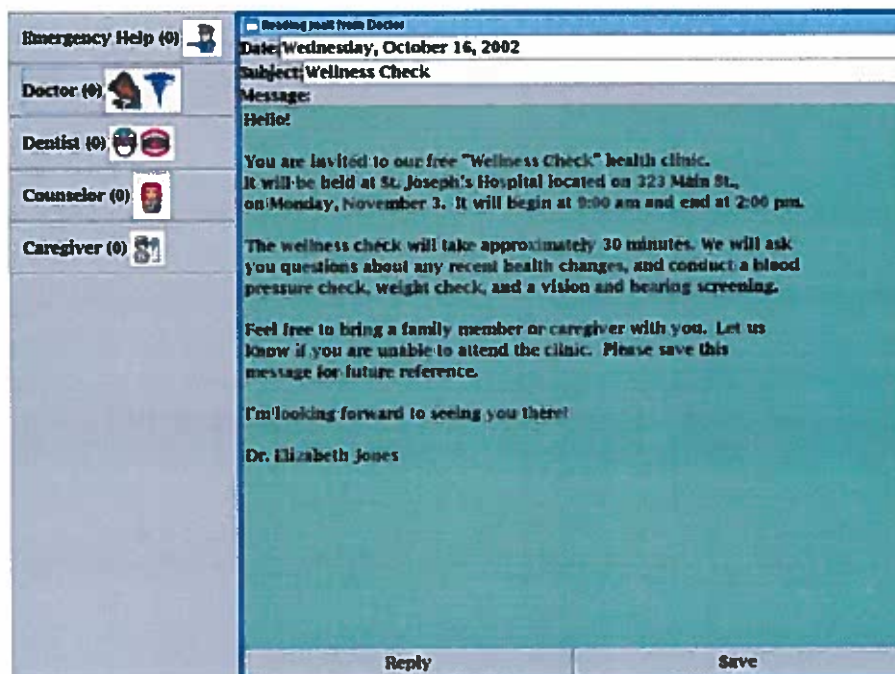 Emergency Help (0)
Doctor (0)
Dentist (0)
Counselor (0)
Caregiver (0)
Reading mail from Doctor
Date: Wednesday, October 16, 2002
Subject: Wellness Check
Message:
Hello!
You are invited to our free "Wellness Check" health clinic.
It will be held at St. Joseph's Hospital located on 323 Main St.,
on Monday, November 3. It will begin at 9:00 am and end at 2:00 pm.
The wellness check will take approximately 30 minutes. We will ask
you questions about any recent health changes, and conduct a blood
pressure check, weight check, and a vision and hearing screening.
Feel free to bring a family member or caregiver with you. Let us
know if you are unable to attend the clinic. Please save this
message for future reference.
I'm looking forward to seeing you there!
Dr. Elizabeth Jones
Reply
Save